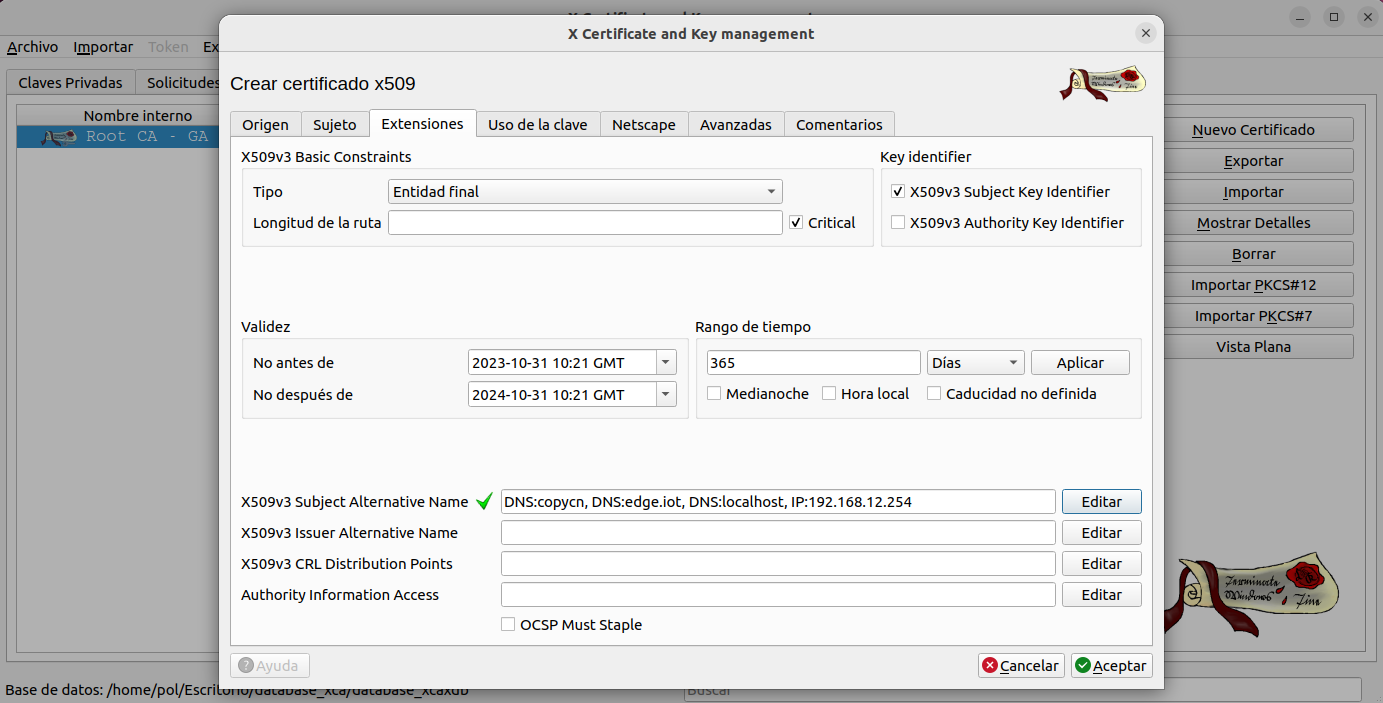 X Certificate and Key management
Archivo Importar Token Ex
Crear certificado x509
Claves Privadas Solicitudes
Origen Sujeto Extensiones Uso de la clave Netscape Avanzadas Comentarios
Nombre interno
Root CA - GA
X509v3 Basic Constraints
Tipo Entidad final
Longitud de la ruta Critical
Key identifier
X509v3 Subject Key Identifier
X509v3 Authority Key Identifier
Validez
No antes de 2023-10-31 10:21 GMT
No después de 2024-10-31 10:21 GMT
Rango de tiempo
365 Días Aplicar
Medianoche Hora local Caducidad no definida
X509v3 Subject Alternative Name DNS:copycn, DNS:edge.iot, DNS:localhost, IP:192.168.12.254 Editar
X509v3 Issuer Alternative Name Editar
X509v3 CRL Distribution Points Editar
Authority Information Access Editar
OCSP Must Staple
Ayuda Cancelar Aceptar
Nuevo Certificado
Exportar
Importar
Mostrar Detalles
Borrar
Importar PKCS#12
Importar PKCS#7
Vista Plana
Base de datos: /home/pol/Escritorio/database_xca/database_xcaxdb
Buscar